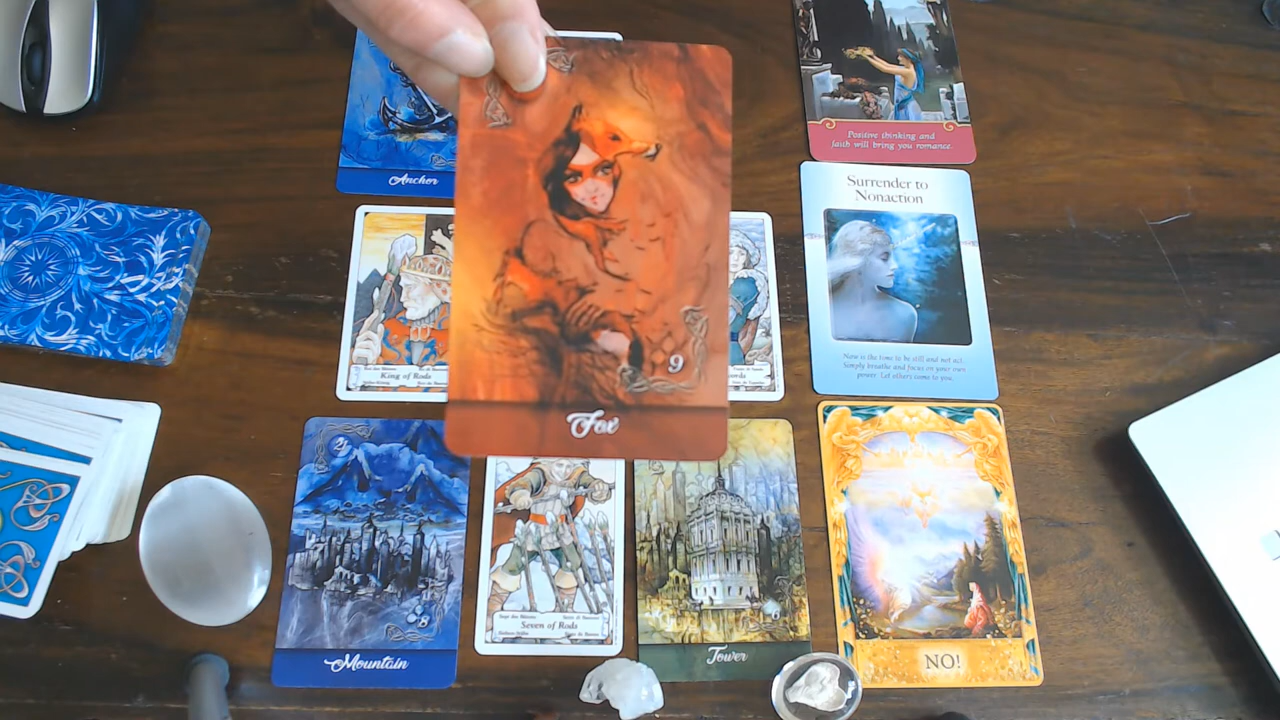 Anchor
Positive thinking and
faith will bring you romance.
Surrender to
Nonaction
Now is the time to be still and not act.
Simply breathe and focus on your own
power. Let others come to you.
King of Rods
9
Fox
21
8
Mountain
Seven of Rods
Tower
NO!